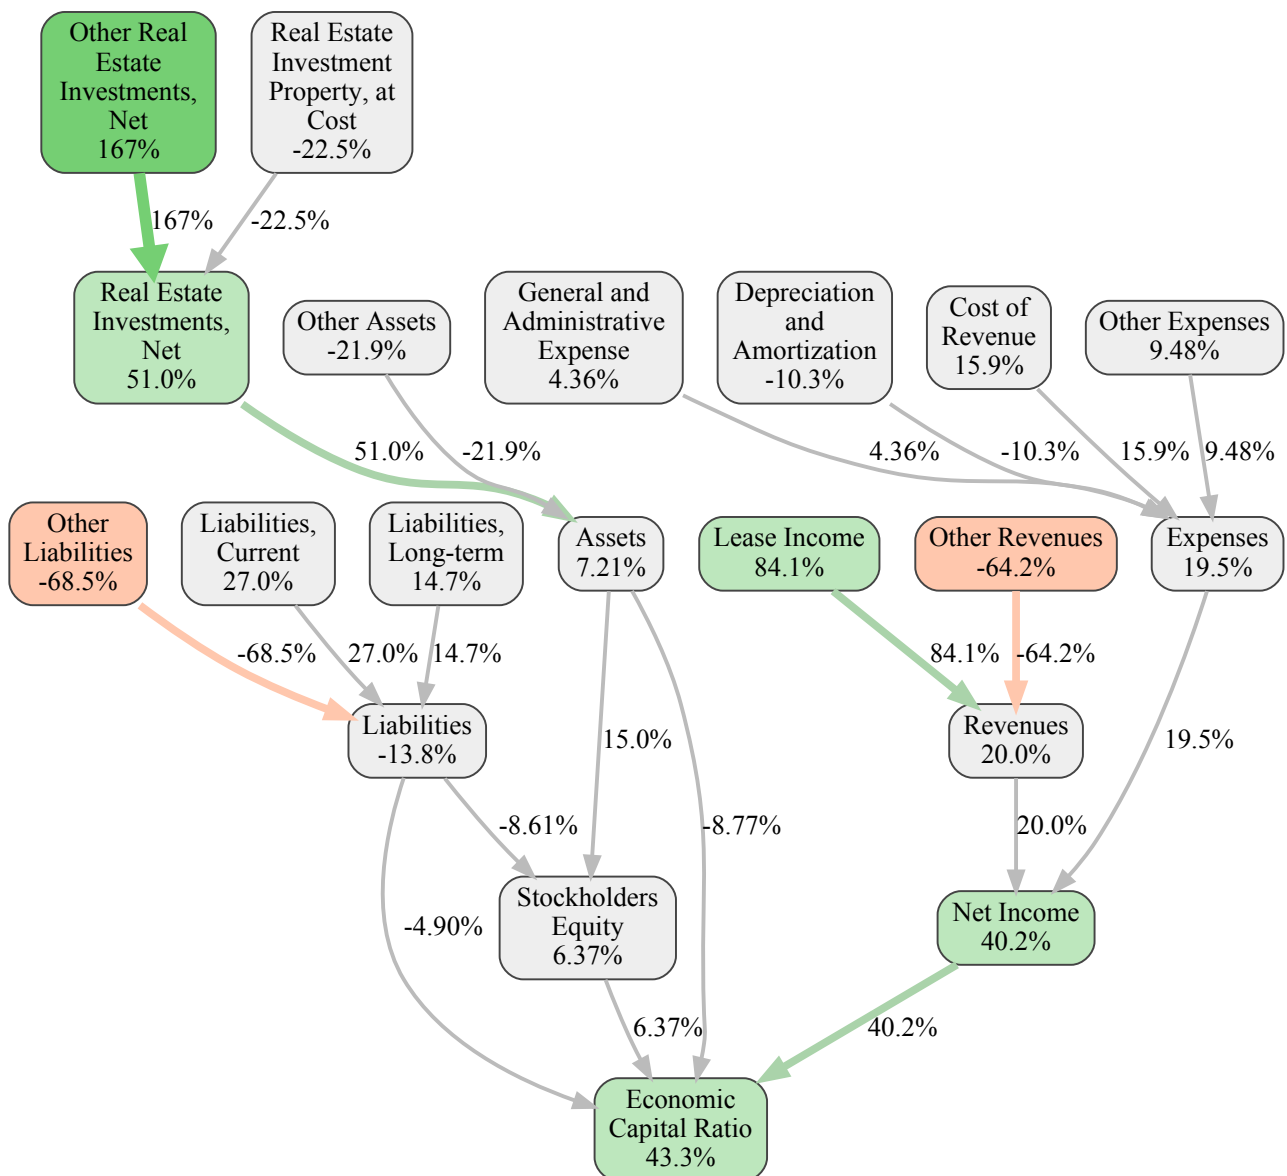 Other Real
Estate
Investments,
Net
167%
Real Estate
Investment
Property, at
Cost
-22.5%
167%
-22.5%
Real Estate
Investments,
Net
51.0%
Other Assets
-21.9%
General and
Administrative
Expense
4.36%
Depreciation
and
Amortization
-10.3%
Cost of
Revenue
15.9%
Other Expenses
9.48%
51.0%
-21.9%
4.36%
-10.3%
15.9%
9.48%
Other
Liabilities
-68.5%
Liabilities,
Current
27.0%
Liabilities,
Long-term
14.7%
Assets
7.21%
Lease Income
84.1%
Other Revenues
-64.2%
Expenses
19.5%
-68.5%
27.0%
14.7%
84.1%
-64.2%
Liabilities
-13.8%
15.0%
Revenues
20.0%
19.5%
-8.61%
-8.77%
20.0%
Stockholders
Equity
6.37%
-4.90%
Net Income
40.2%
6.37%
40.2%
Economic
Capital Ratio
43.3%